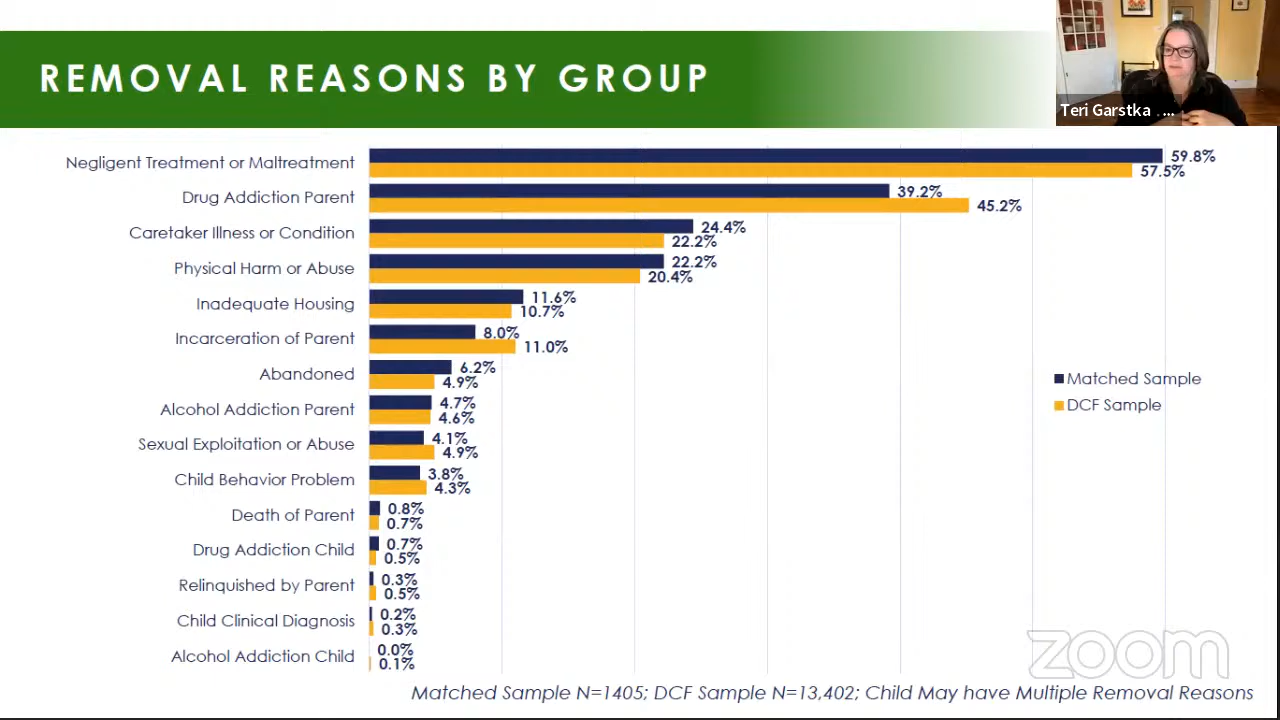 REMOVAL REASONS BY GROUP
Teri Garstka . ...
Negligent Treatment or Maltreatment 59.8%
57.5%
Drug Addiction Parent 39.2%
45.2%
Caretaker Illness or Condition 24.4%
22.2%
Physical Harm or Abuse 22.2%
20.4%
Inadequate Housing 11.6%
10.7%
Incarceration of Parent 8.0%
11.0%
Abandoned 6.2%
4.9%
Alcohol Addiction Parent 4.7%
4.6%
Sexual Exploitation or Abuse 4.1%
4.9%
Child Behavior Problem 3.8%
4.3%
Death of Parent 0.8%
0.7%
Drug Addiction Child 0.7%
0.5%
Relinquished by Parent 0.3%
0.5%
Child Clinical Diagnosis 0.2%
0.3%
Alcohol Addiction Child 0.0%
0.1%
Matched Sample
DCF Sample
zoom
Matched Sample N=1405; DCF Sample N=13,402; Child May have Multiple Removal Reasons